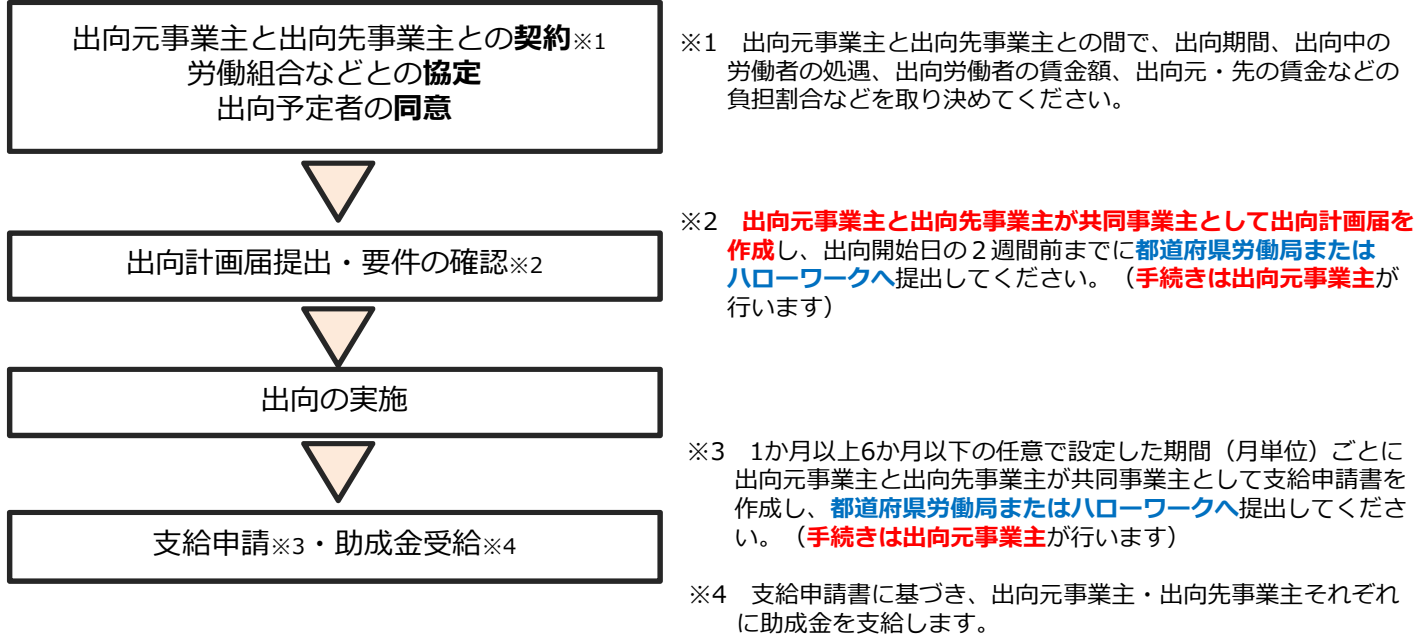 出向元事業主と出向先事業主との契約※1
労働組合などとの協定
出向予定者の同意
※1　出向元事業主と出向先事業主との間で、出向期間、出向中の
労働者の処遇、出向労働者の賃金額、出向元・先の賃金などの
負担割合などを取り決めてください。
出向計画届提出・要件の確認※2
※2　出向元事業主と出向先事業主が共同事業主として出向計画届を
作成し、出向開始日の２週間前までに都道府県労働局または
ハローワークへ提出してください。（手続きは出向元事業主が
行います）
出向の実施
支給申請※3・助成金受給※4
※3　1か月以上6か月以下の任意で設定した期間（月単位）ごとに
出向元事業主と出向先事業主が共同事業主として支給申請書を
作成し、都道府県労働局またはハローワークへ提出してくださ
い。（手続きは出向元事業主が行います）
※4　支給申請書に基づき、出向元事業主・出向先事業主それぞれ
に助成金を支給します。